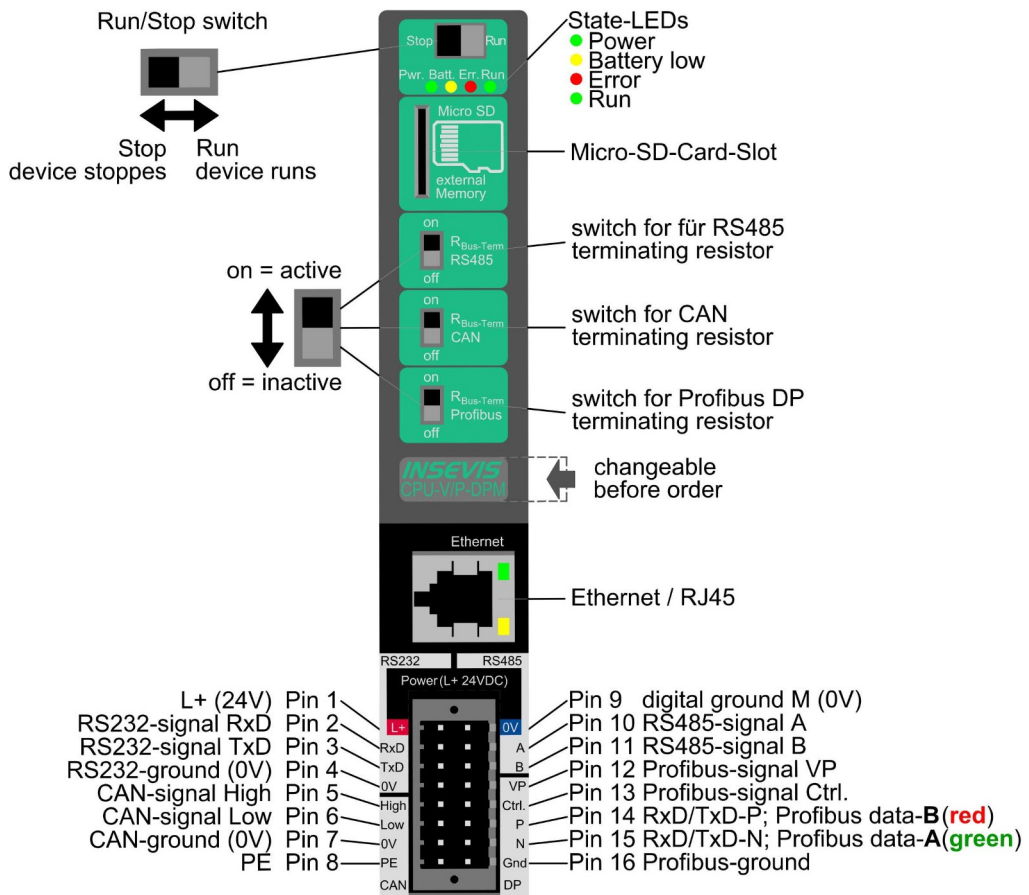 Run/Stop switch
Stop
device stoppes
Run
device runs
Stop
Run
Pwr. Batt. Err. Run
State-LEDs
Power
Battery low
Error
Run
Micro SD
external
Memory
Micro-SD-Card-Slot
on
RBus-Term
RS485
off
switch for für RS485
terminating resistor
on = active
off = inactive
on
RBus-Term
CAN
off
switch for CAN
terminating resistor
on
RBus-Term
Profibus
off
switch for Profibus DP
terminating resistor
INSEVIS
CPU-V/P-DPM
changeable
before order
Ethernet
Ethernet / RJ45
RS232
RS485
Power(L+ 24VDC)
L+ (24V) Pin 1
RS232-signal RxD Pin 2
RS232-signal TxD Pin 3
RS232-ground (0V) Pin 4
CAN-signal High Pin 5
CAN-signal Low Pin 6
CAN-ground (0V) Pin 7
PE Pin 8
L+
RxD
TxD
0V
High
Low
0V
PE
CAN
0V
A
B
VP
Ctrl.
P
N
Gnd
DP
Pin 9 digital ground M (0V)
Pin 10 RS485-signal A
Pin 11 RS485-signal B
Pin 12 Profibus-signal VP
Pin 13 Profibus-signal Ctrl.
Pin 14 RxD/TxD-P; Profibus data-B(red)
Pin 15 RxD/TxD-N; Profibus data-A(green)
Pin 16 Profibus-ground